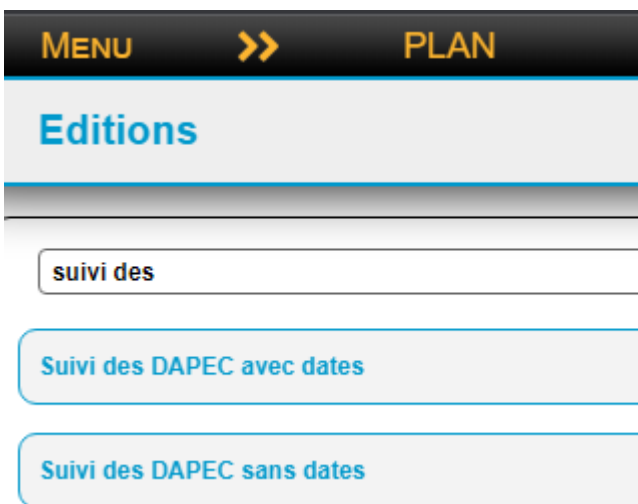 MENU >> PLAN
Editions
suivi des
Suivi des DAPEC avec dates
Suivi des DAPEC sans dates